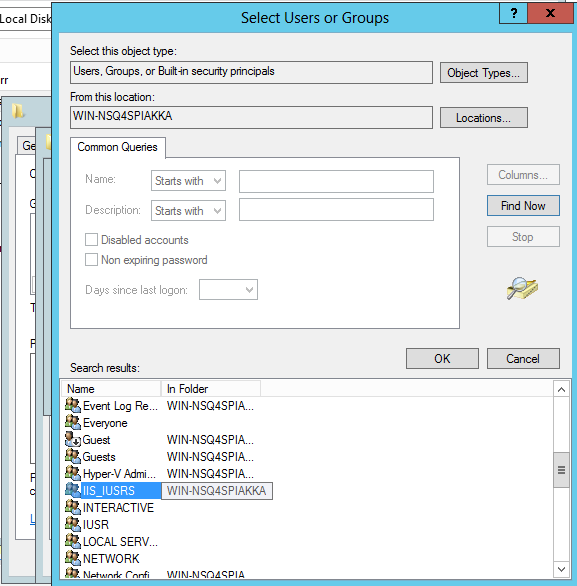 Select Users or Groups
?
x
Local Disk
Select this object type:
Users, Groups, or Built-in security principals
Object Types...
From this location:
WIN-NSQ4SPIAKKA
Locations...
Common Queries
Name:
Starts with
Description:
Starts with
Disabled accounts
Non expiring password
Days since last logon:
Columns...
Find Now
Stop
OK
Cancel
Search results:
Name In Folder
Event Log Re... WIN-NSQ4SPIA...
Everyone
Guest WIN-NSQ4SPIA...
Guests WIN-NSQ4SPIA...
Hyper-V Admi... WIN-NSQ4SPIA...
IIS_IUSRS WIN-NSQ4SPIAKKA
INTERACTIVE
IUSR
LOCAL SERV...
NETWORK
Network Confi... WIN-NSQ4SPIA...